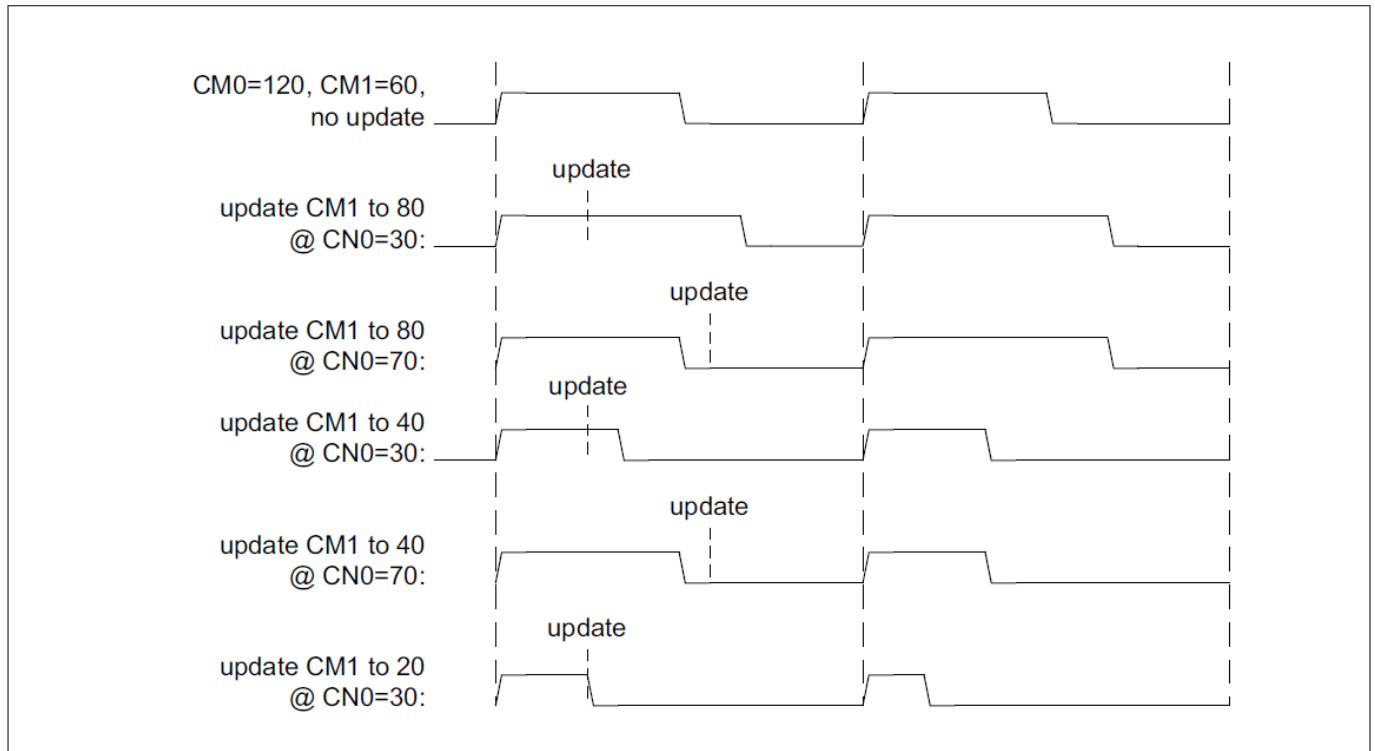 CM0=120, CM1=60,
no update
update
update CM1 to 80
@ CN0=30:
update
update CM1 to 80
@ CN0=70:
update
update CM1 to 40
@ CN0=30:
update
update CM1 to 40
@ CN0=70:
update
update CM1 to 20
@ CN0=30: